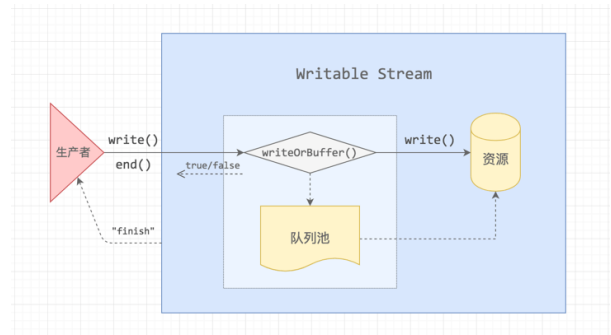 Writable Stream
write()
end()
生产者
true/false
writeOrBuffer()
write()
资源
队列池
"finish"